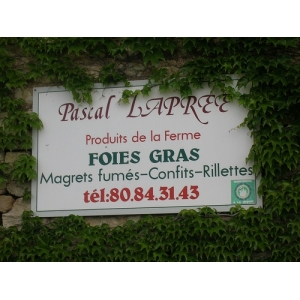 Pascal LAPRÉE
Produits de la Ferme
FOIES GRAS
Magrets fumés-Confits-Rillettes
tél:80.84.31.43